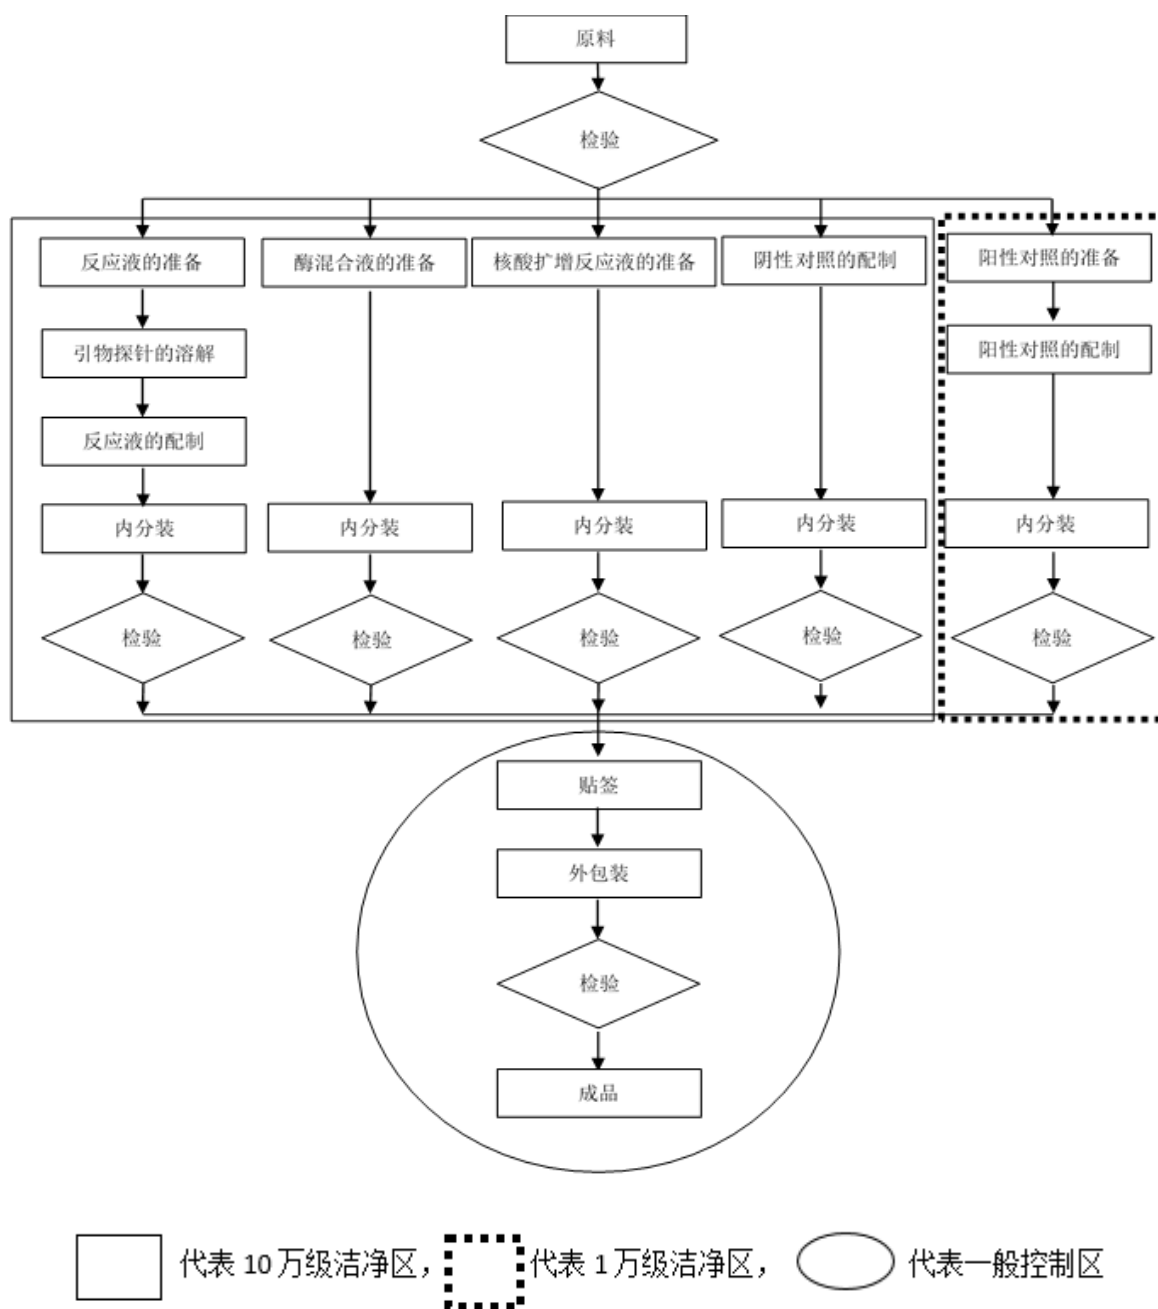 原料
检验
反应液的准备
酶混合液的准备
核酸扩增反应液的准备
阴性对照的配制
阳性对照的准备
引物探针的溶解
阳性对照的配制
反应液的配制
内分装
内分装
内分装
内分装
内分装
检验
检验
检验
检验
检验
贴签
外包装
检验
成品
代表 10 万级洁净区，
代表 1 万级洁净区，
代表一般控制区